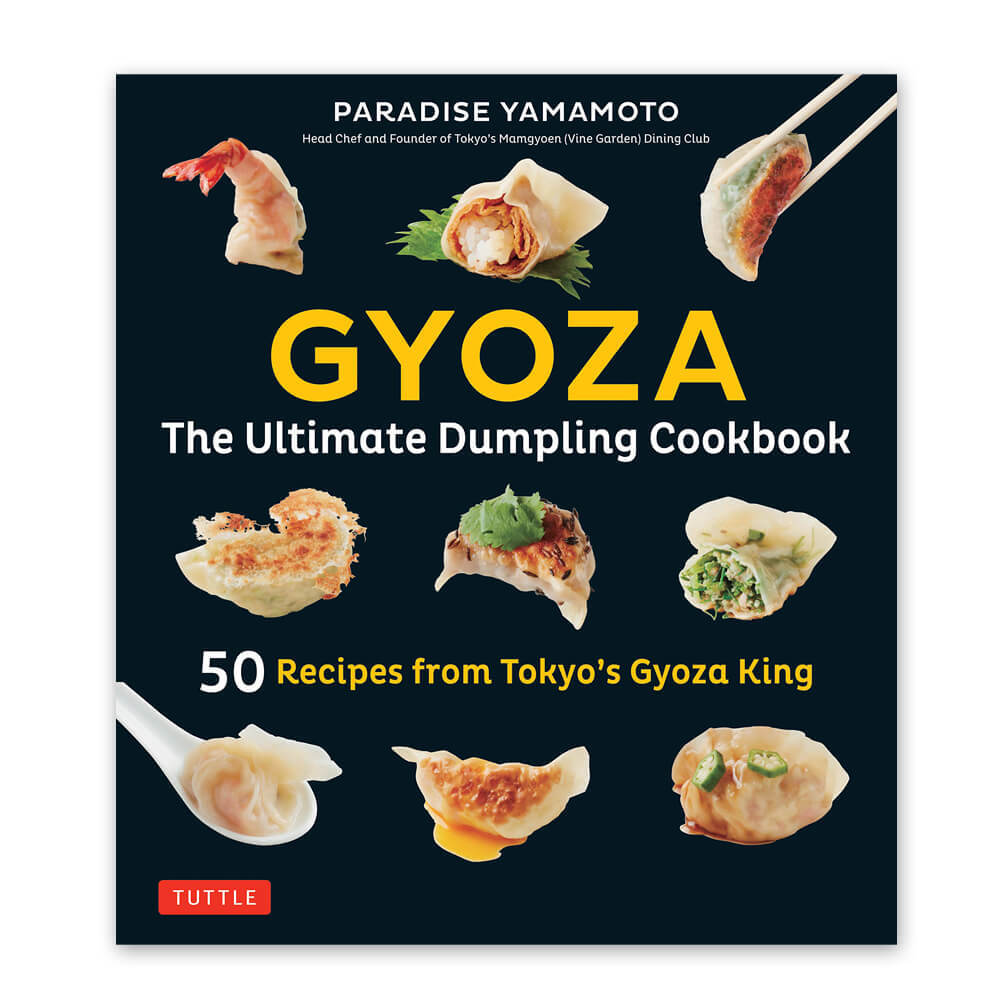 PARADISE YAMAMOTO
Head Chef and Founder of Tokyo's Mamgyoen (Vine Garden) Dining Club
GYOZA
The Ultimate Dumpling Cookbook
50 Recipes from Tokyo's Gyoza King
TUTTLE